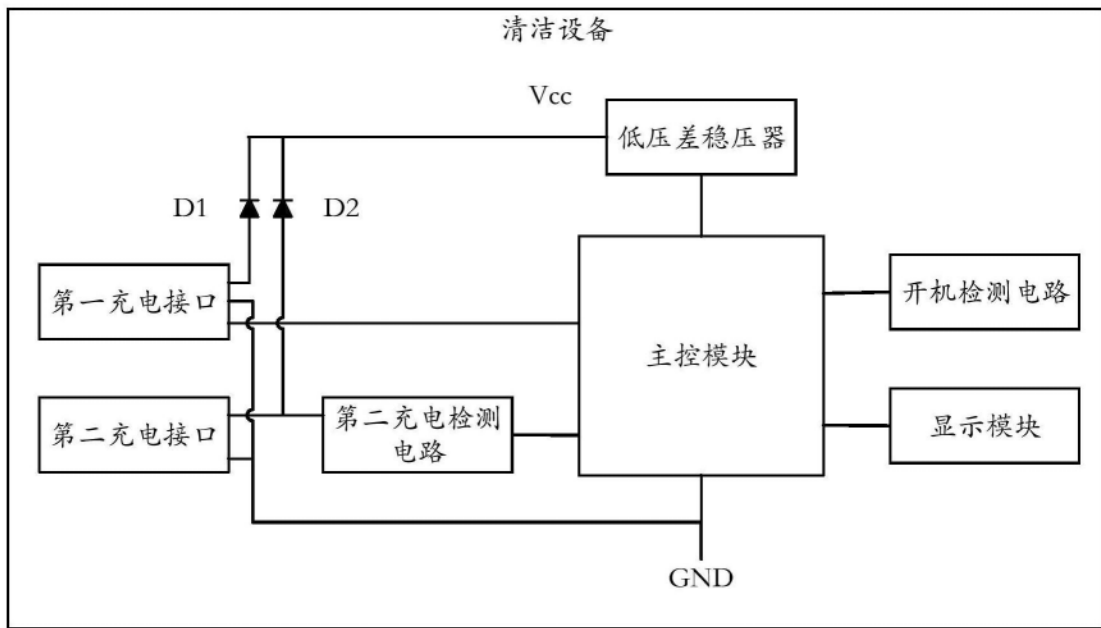 清洁设备
Vcc
低压差稳压器
D1
D2
第一充电接口
开机检测电路
主控模块
第二充电接口
第二充电检测
电路
显示模块
GND